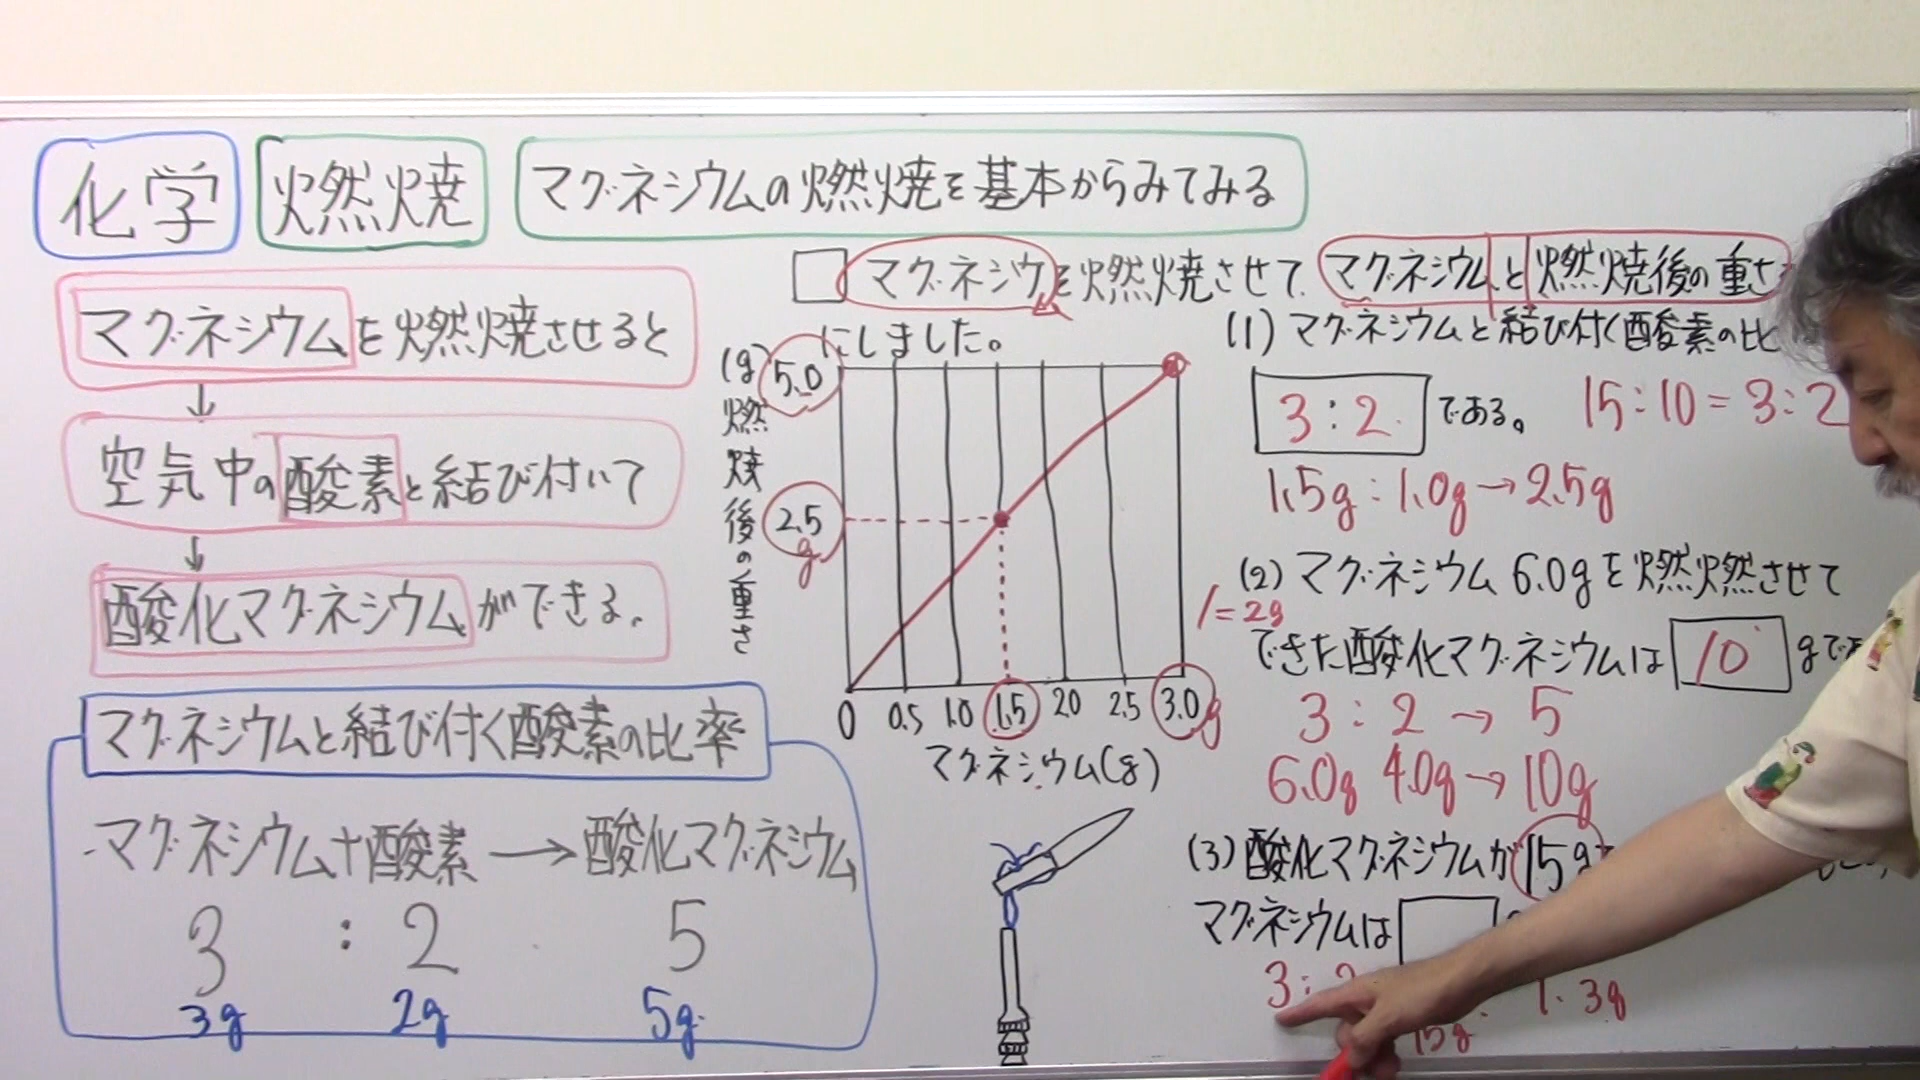 化学 燃焼 マグネシウムの燃焼を基本からみてみる
マグネシウムを燃焼させると
↓
空気中の酸素と結び付いて
↓
酸化マグネシウムができる。
マグネシウムと結び付く酸素の比率
マグネシウム+酸素→酸化マグネシウム
3 : 2 5
3g 2g 5g
□マグネシウを燃焼させて、マグネシウムと燃焼後の重さ
にしました。
(g)
5.0
2.5
g
燃焼後の重さ
0 0.5 1.0 1.5 2.0 2.5 3.0 g
マグネシウム(g)
(1) マグネシウムと結び付く酸素の比
3:2 である。 15:10=3:2
1.5g:1.0g→2.5g
(2) マグネシウム6.0gを燃燃させて
1=2g
できた酸化マグネシウムは 10 gで
3 : 2 → 5
6.0g 4.0g→10g
(3) 酸化マグネシウムが15g
マグネシウムは
3:2
3g
15g